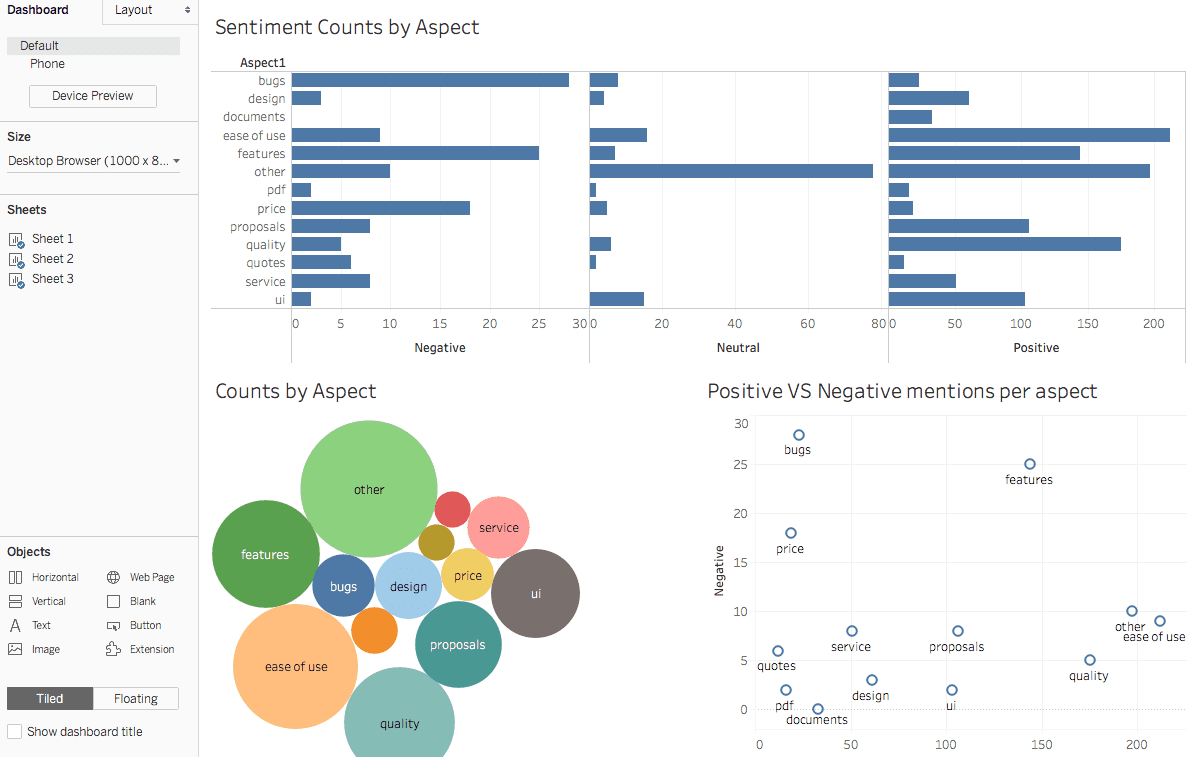 Dashboard
Layout
Default
Phone
Device Preview
Size
Desktop Browser (1000 x 8...
Sheets
Sheet 1
Sheet 2
Sheet 3
Objects
Horizontal
Web Page
Vertical
Blank
Text
Button
Image
Extension
Tiled
Floating
Show dashboard title
Sentiment Counts by Aspect
Aspect1
bugs
design
documents
ease of use
features
other
pdf
price
proposals
quality
quotes
service
ui
0 5 10 15 20 25 30 0 20 40 60 80 0 50 100 150 200
Negative Neutral Positive
Counts by Aspect
other
features
service
bugs
design
price
ui
proposals
ease of use
quality
Positive VS Negative mentions per aspect
Negative
30
25
20
15
10
5
0
bugs
features
price
other
ease of use
service
proposals
quotes
quality
design
pdf
ui
documents
0 50 100 150 200